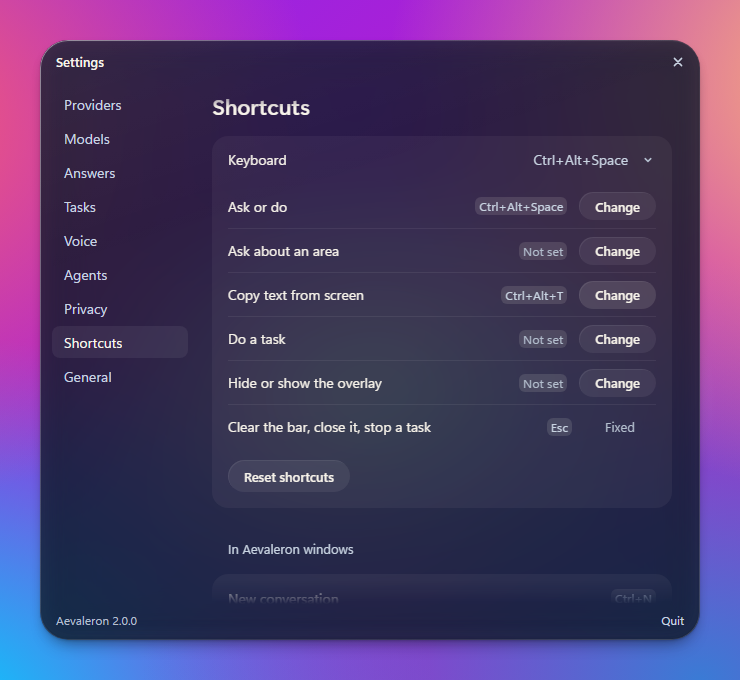 Settings
Providers
Models
Answers
Tasks
Voice
Agents
Privacy
Shortcuts
General
Shortcuts
Keyboard Ctrl+Alt+Space
Ask or do Ctrl+Alt+Space Change
Ask about an area Not set Change
Copy text from screen Ctrl+Alt+T Change
Do a task Not set Change
Hide or show the overlay Not set Change
Clear the bar, close it, stop a task Esc Fixed
Reset shortcuts
In Aevaleron windows
New conversation Ctrl+N
Aevaleron 2.0.0 Quit